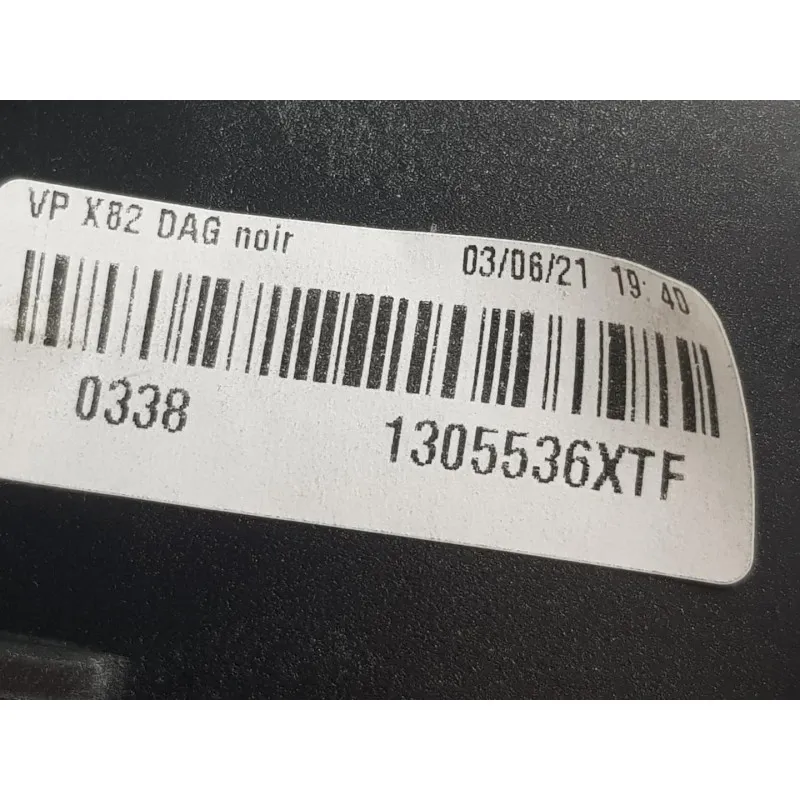 VP X82 DAG noir 03/06/21 19:40
0338 1305536XTF